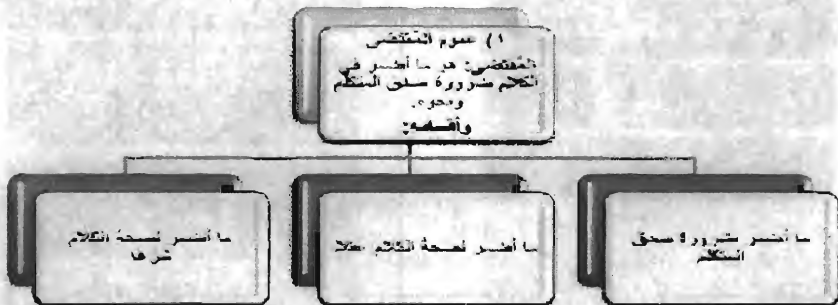 ١) عموم المقتضى
المقتضى: هو ما أضمر في
الكلام ضرورة صدق المتكلم
ونحوه.
وأقسامه:
ما أضمر ضرورة صدق
المتكلم
ما أضمر لصحة الكلام عقلا
ما أضمر لصحة الكلام
شرعا